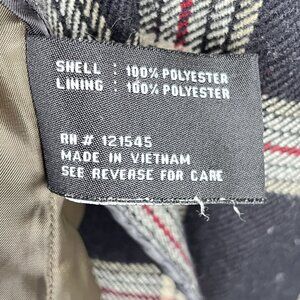 SHELL : 100% POLYESTER
LINING : 100% POLYESTER
RN # 121545
MADE IN VIETNAM
SEE REVERSE FOR CARE